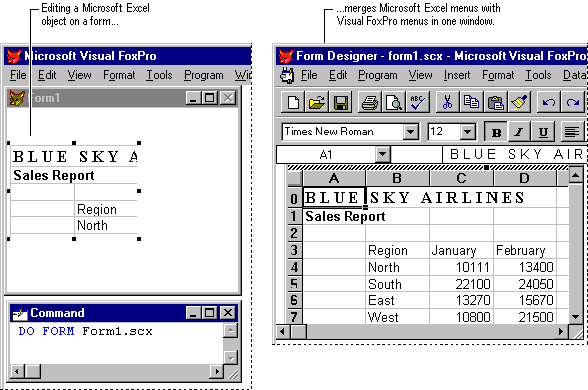 Editing a Microsoft Excel
object on a form...
...merges Microsoft Excel menus with
Visual FoxPro menus in one window.
Microsoft Visual FoxPro
File Edit View Format Tools Program Wi
Form1
BLUE SKY A
Sales Report
Region
North
Command
DO FORM Form1.scx
Form Designer - form1.scx - Microsoft Visual FoxPro
File Edit Program View Insert Format Tools Data
ABC
Times New Roman 12 B I U
A1 BLUE SKY AIR
A B C D
0 BLUE SKY AIRLINES
1 Sales Report
2
3 Region January February
4 North 10111 13400
5 South 22100 24050
6 East 13270 15670
7 West 10800 21500